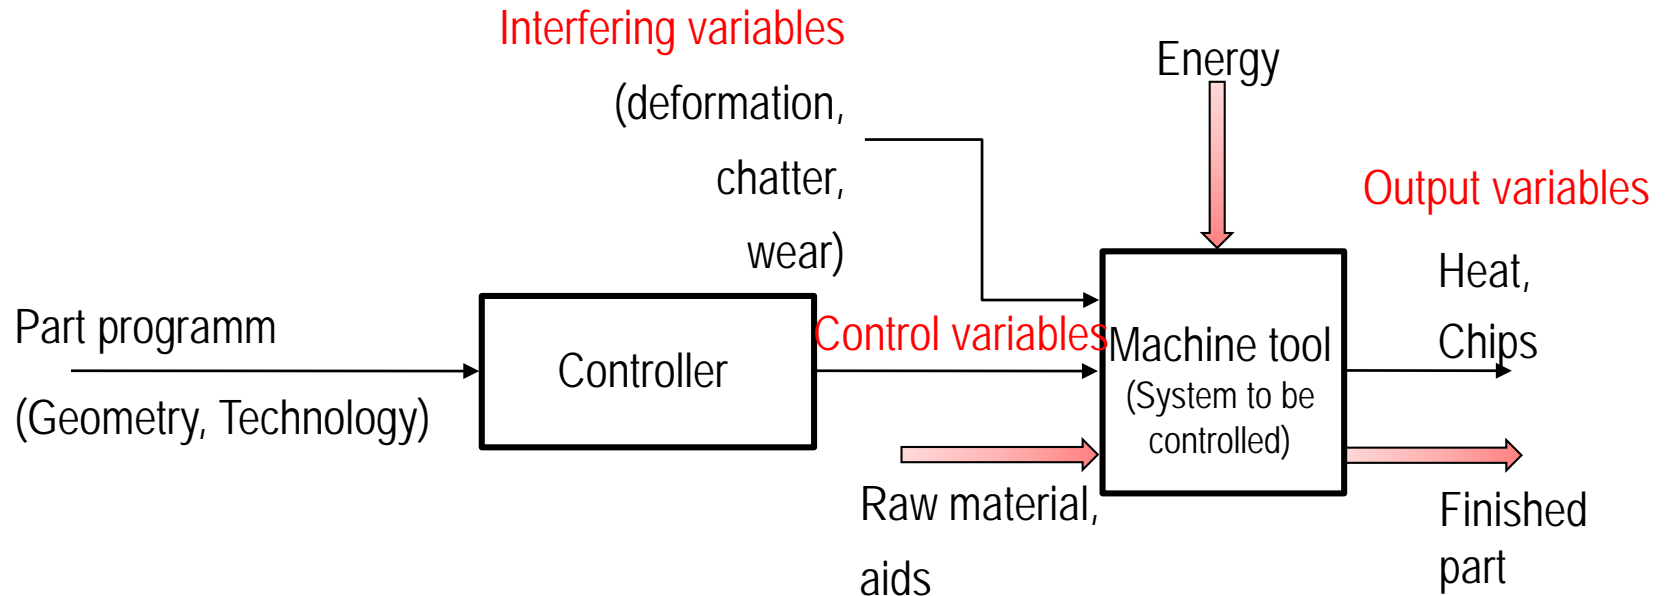 Interfering variables
(deformation,
chatter,
wear)
Energy
Output variables
Heat,
Chips
Part programm
(Geometry, Technology)
Controller
Control variables
Machine tool
(System to be
controlled)
Raw material,
aids
Finished
part